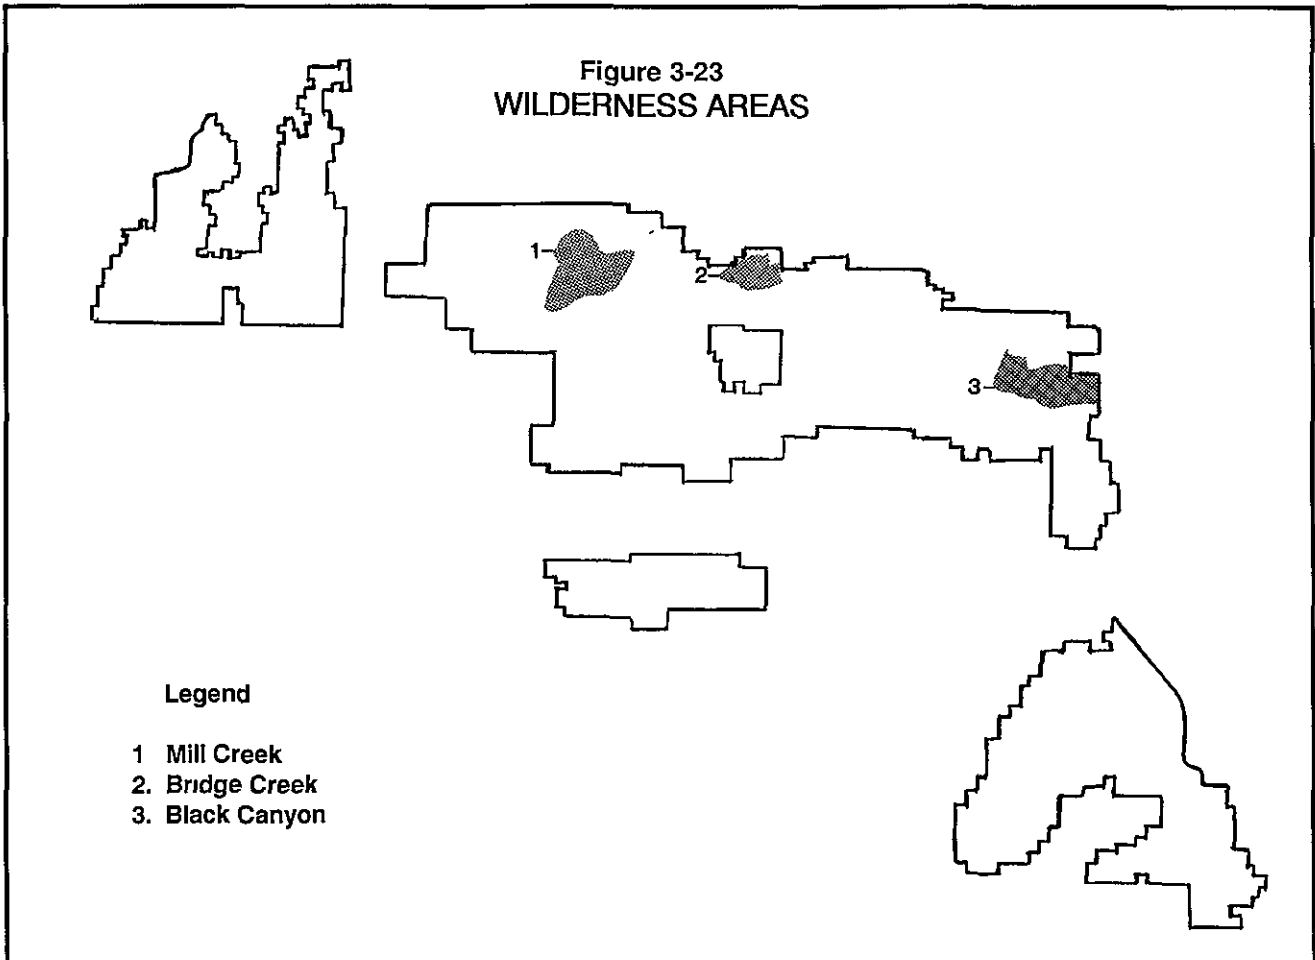 Figure 3-23
WILDERNESS AREAS
1
2
3
Legend
1 Mill Creek
2. Bridge Creek
3. Black Canyon